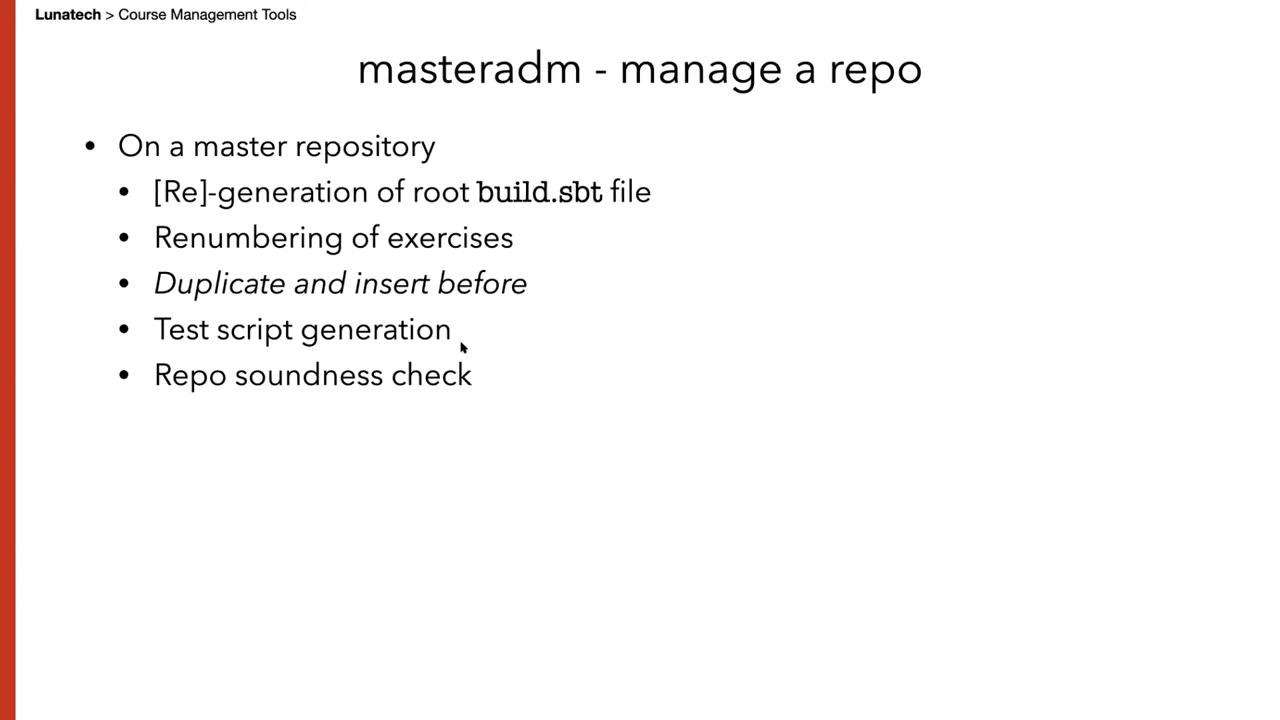 Lunatech > Course Management Tools
masteradm - manage a repo
• On a master repository
• [Re]-generation of root build.sbt file
• Renumbering of exercises
• Duplicate and insert before
• Test script generation
• Repo soundness check